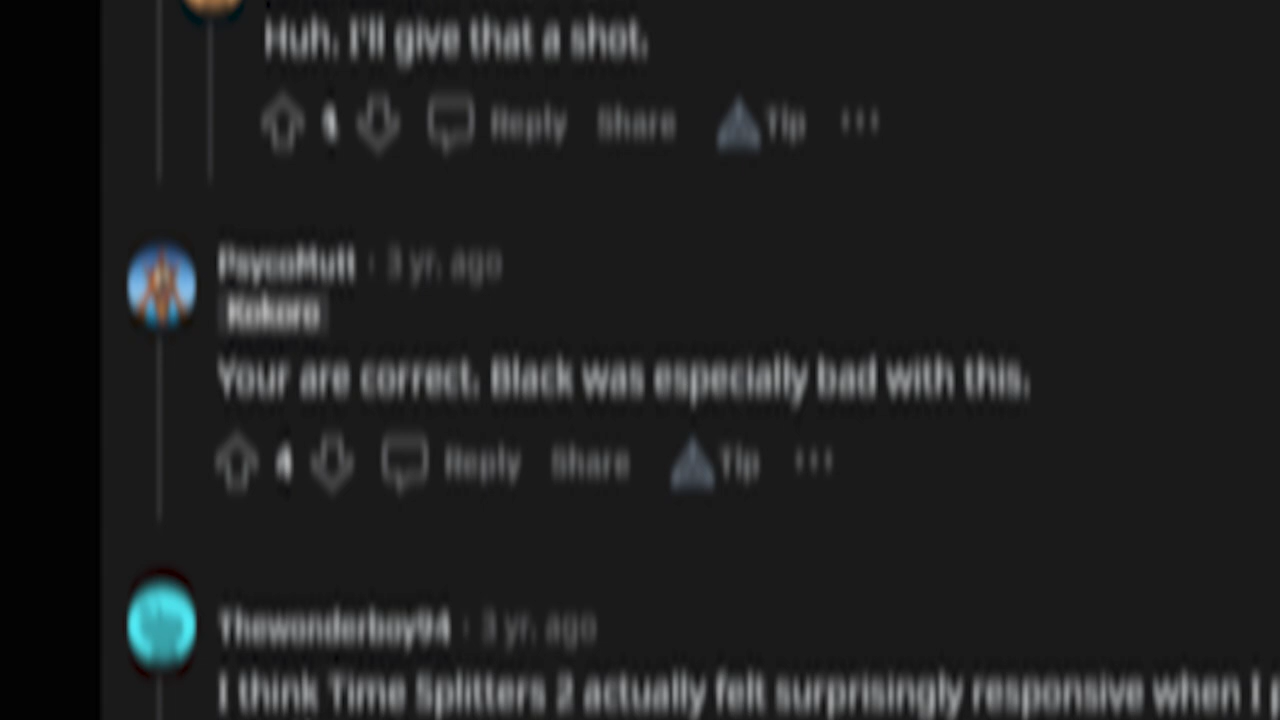 Huh. I'll give that a shot.
Reply Share Tip
PsycoMutt · 3 yr. ago
Kokoro
Your are correct. Black was especially bad with this.
4 Reply Share Tip
Thewonderboy94 · 3 yr. ago
I think Time Splitters 2 actually felt surprisingly responsive when I